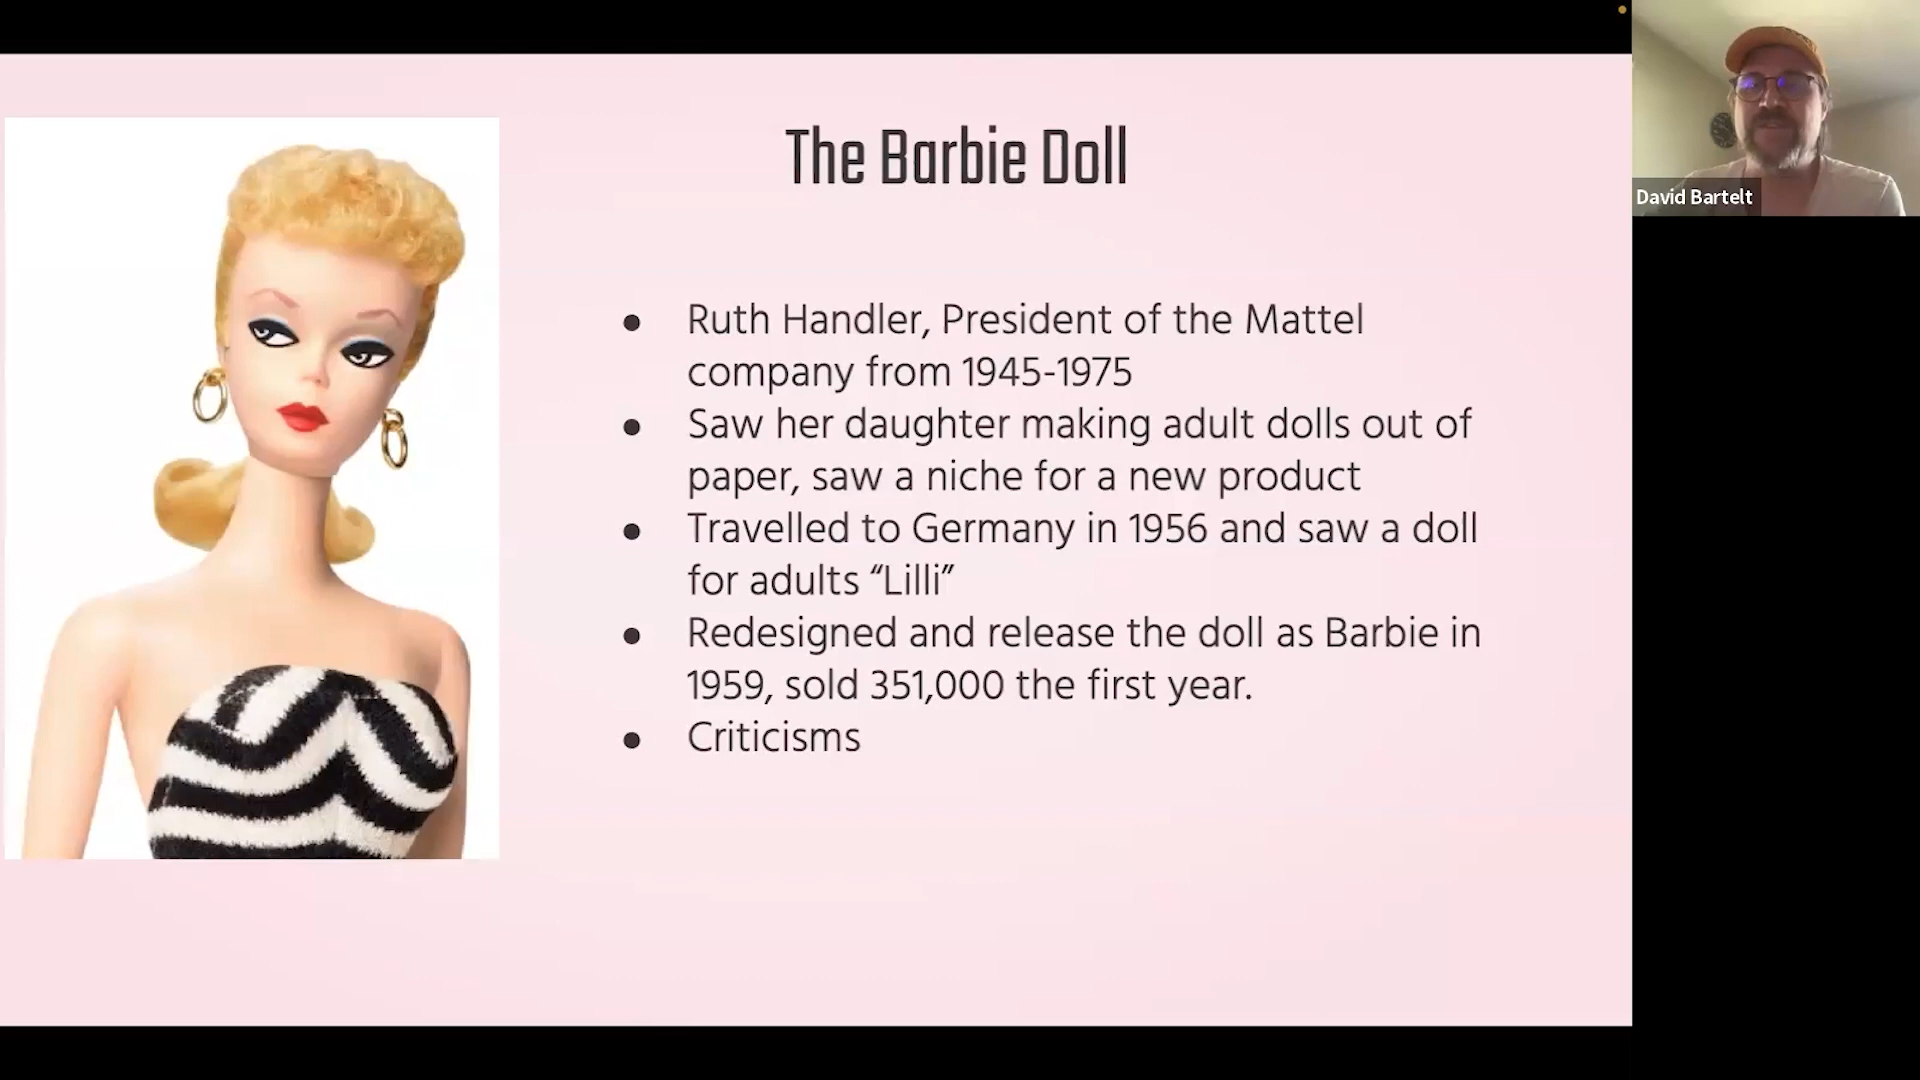 The Barbie Doll
● Ruth Handler, President of the Mattel
company from 1945-1975
● Saw her daughter making adult dolls out of
paper, saw a niche for a new product
● Travelled to Germany in 1956 and saw a doll
for adults “Lilli”
● Redesigned and release the doll as Barbie in
1959, sold 351,000 the first year.
● Criticisms
David Bartelt